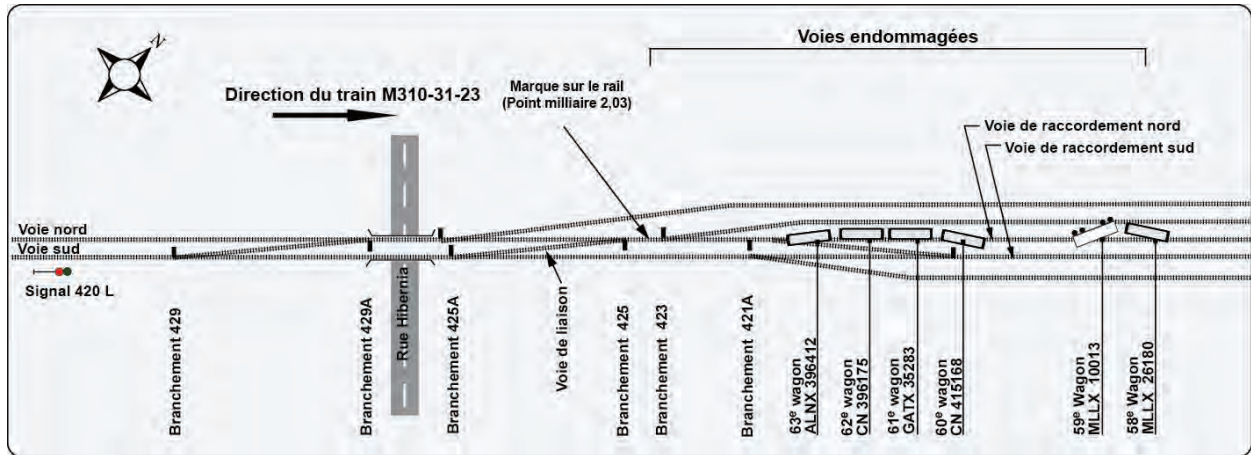 Voies endommagées
N
Direction du train M310-31-23
Marque sur le rail
(Point milliaire 2,03)
Voie de raccordement nord
Voie de raccordement sud
Voie nord
Voie sud
Signal 420 L
Branchement 429
Branchement 429A
Rue Hibernia
Branchement 425A
Voie de liaison
Branchement 425
Branchement 423
Branchement 421A
63e wagon
ALNX 396412
62e wagon
CN 396175
61e wagon
GATX 35283
60e wagon
CN 415168
59e Wagon
MLLX 10013
58e Wagon
MLLX 26180